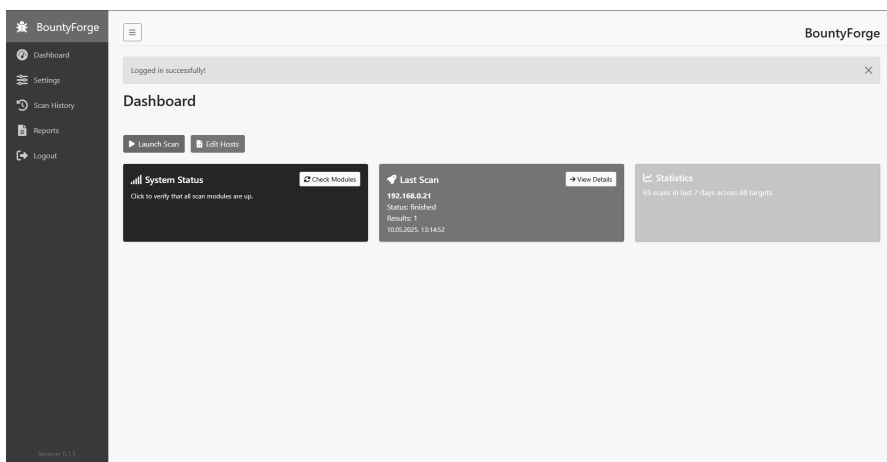 BountyForge
Dashboard
Settings
Scan History
Reports
Logout
Version: 0.1.5
BountyForge
Logged in successfully!
Dashboard
Launch Scan
Edit Hosts
System Status
Check Modules
Click to verify that all scan modules are up.
Last Scan
View Details
192.168.0.21
Status: finished
Results: 1
10.05.2025, 13:14:52
Statistics
65 scans in last 7 days across 68 targets.